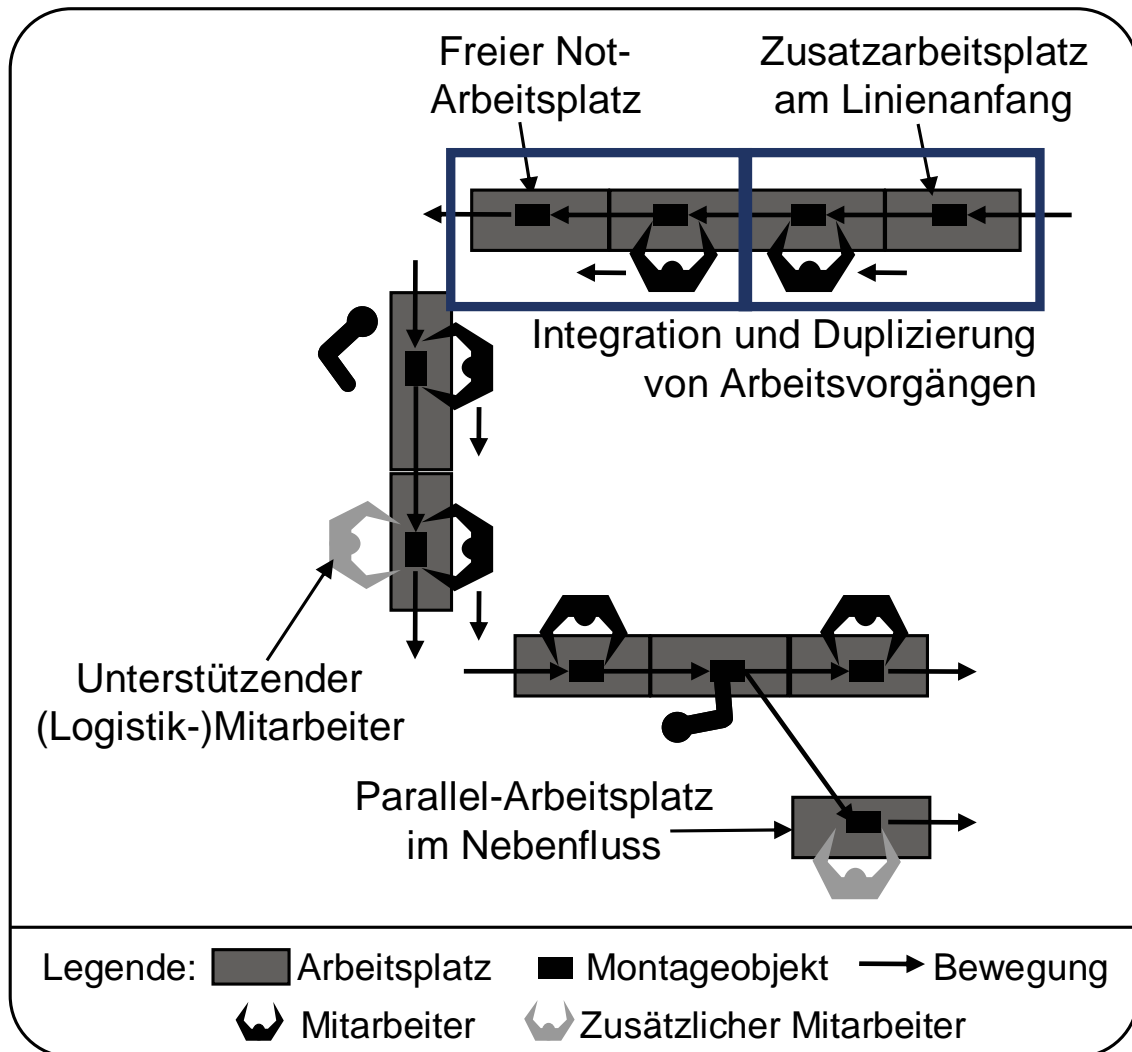 Freier Not-
Arbeitsplatz
Zusatzarbeitsplatz
am Linienanfang
Integration und Duplizierung
von Arbeitsvorgängen
Unterstützender
(Logistik-)Mitarbeiter
Parallel-Arbeitsplatz
im Nebenfluss
Legende: Arbeitsplatz Montageobjekt Bewegung
Mitarbeiter Zusätzlicher Mitarbeiter